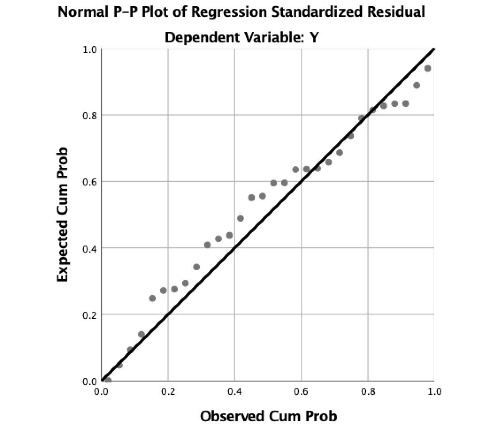 Normal P-P Plot of Regression Standardized Residual
Dependent Variable: Y
Expected Cum Prob
1.0
0.8
0.6
0.4
0.2
0.0
0.0 0.2 0.4 0.6 0.8 1.0
Observed Cum Prob